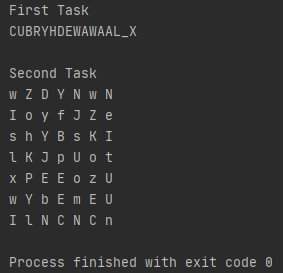 First Task
CUBRYHDEWAWAAL_X

Second Task
w Z D Y N w N
I o y f J Z e
s h Y B s K I
l K J p U o t
x P E E o z U
w Y b E m E U
I l N C N C n

Process finished with exit code 0